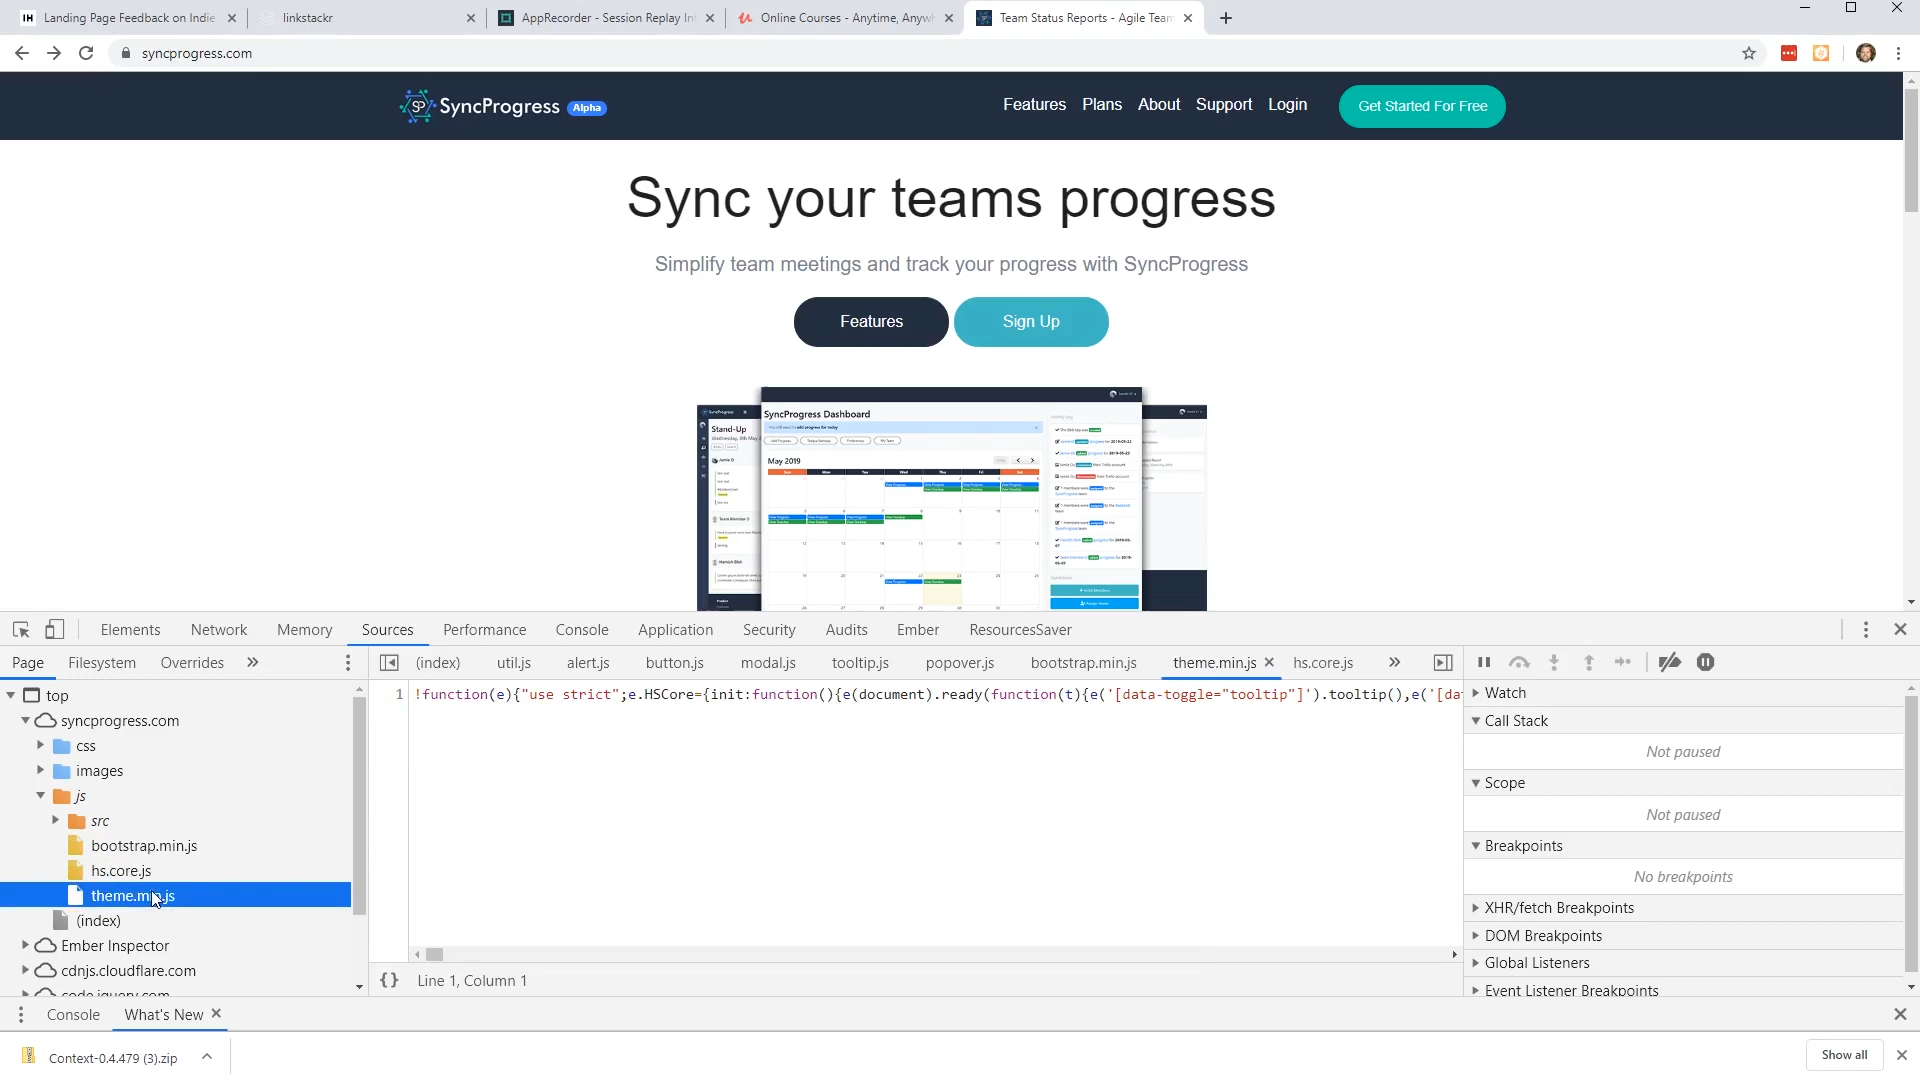 Landing Page Feedback on Indie
linkstackr
AppRecorder - Session Replay In
Online Courses - Anytime, Anywh
Team Status Reports - Agile Team
syncprogress.com
SyncProgress Alpha
Features Plans About Support Login Get Started For Free
Sync your teams progress
Simplify team meetings and track your progress with SyncProgress
Features Sign Up
SyncProgress Dashboard
Stand-Up
May 2019
Elements Network Memory Sources Performance Console Application Security Audits Ember ResourcesSaver
Page Filesystem Overrides
(index) util.js alert.js button.js modal.js tooltip.js popover.js bootstrap.min.js theme.min.js hs.core.js
top
syncprogress.com
css
images
js
src
bootstrap.min.js
hs.core.js
theme.min.js
(index)
Ember Inspector
cdnjs.cloudflare.com
code.jquery.com
1 !function(e){"use strict";e.HSCore={init:function(){e(document).ready(function(t){e('[data-toggle="tooltip"]').tooltip(),e('[da
{} Line 1, Column 1
Watch
Call Stack
Not paused
Scope
Not paused
Breakpoints
No breakpoints
XHR/fetch Breakpoints
DOM Breakpoints
Global Listeners
Event Listener Breakpoints
Console What's New
Context-0.4.479 (3).zip
Show all